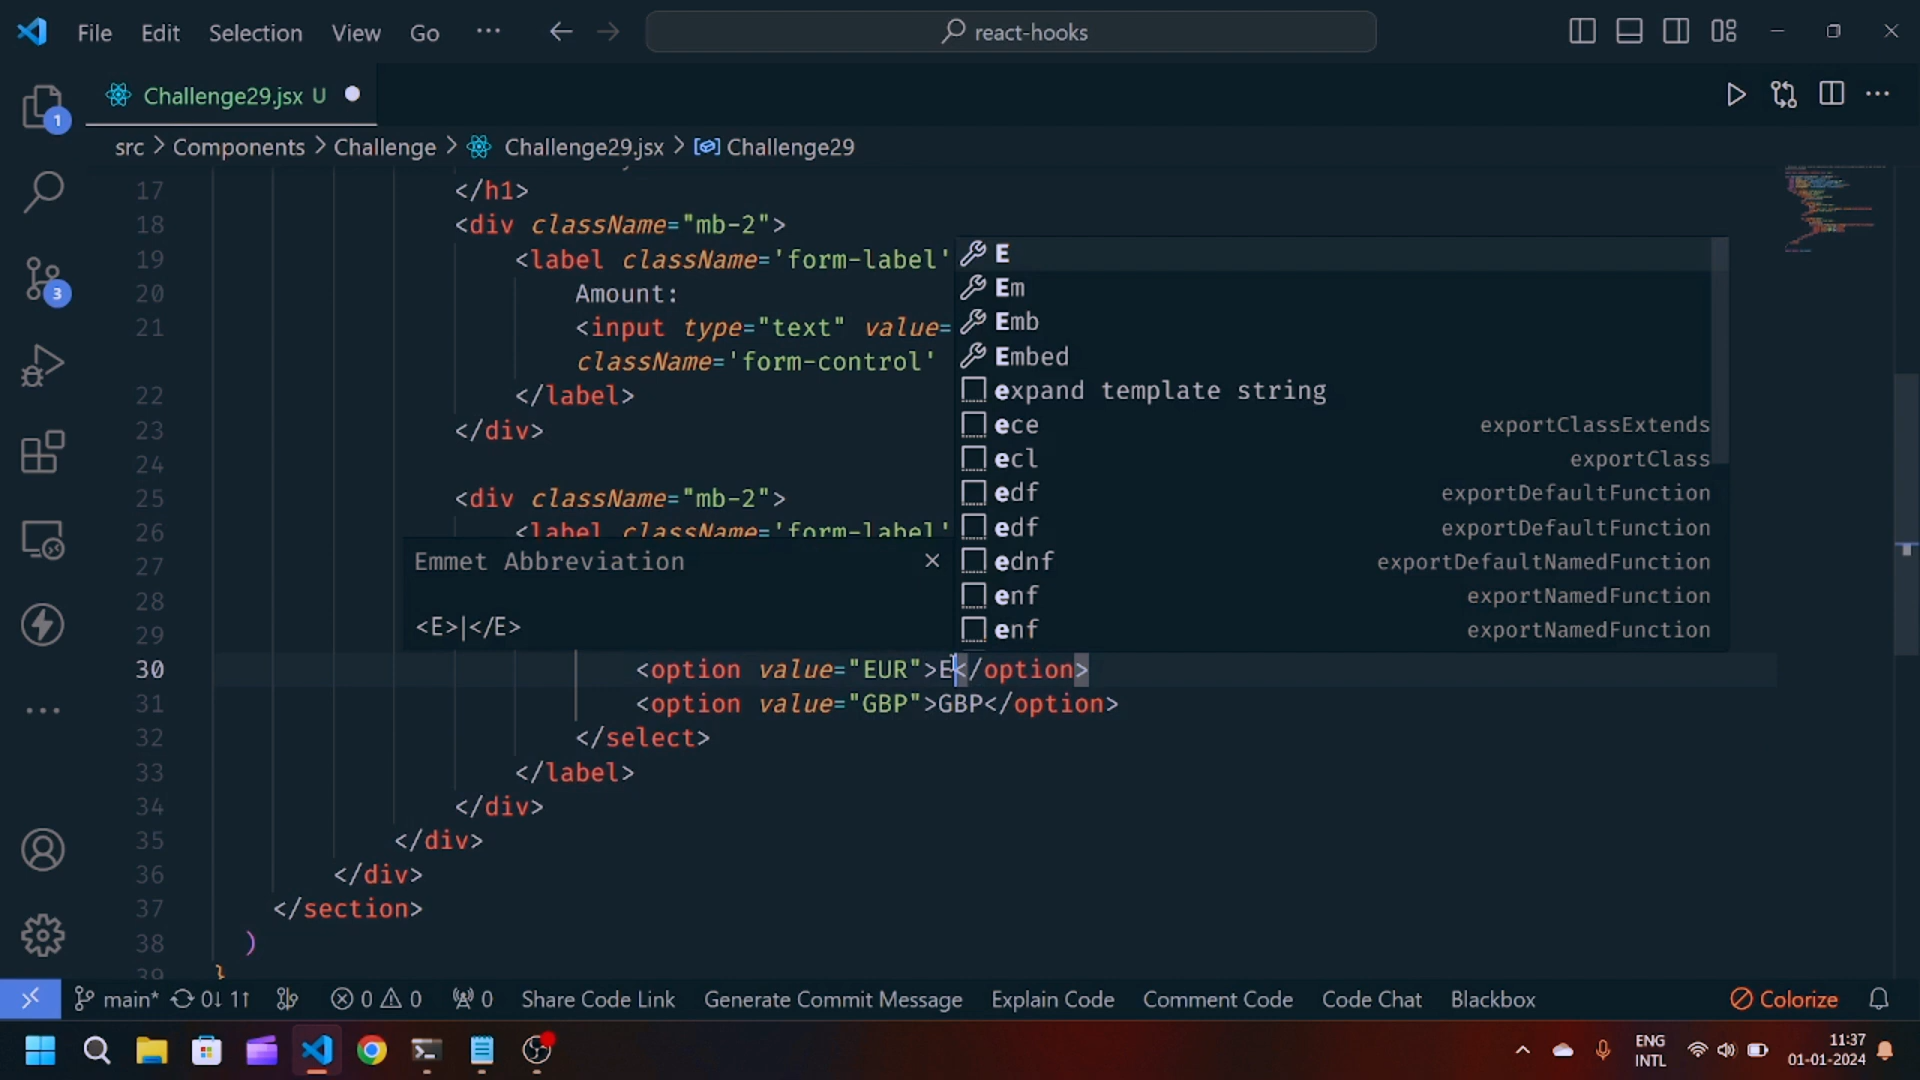 File Edit Selection View Go ··· react-hooks
Challenge29.jsx U
1
src > Components > Challenge > Challenge29.jsx > Challenge29
17 </h1>
18 <div className="mb-2">
19 <label className='form-label'
20 Amount:
21 <input type="text" value=
className='form-control'
22 </label>
23 </div>
24
25 <div className="mb-2">
26 <label className='form-label'
27
28
29
30 <option value="EUR">E</option>
31 <option value="GBP">GBP</option>
32 </select>
33 </label>
34 </div>
35 </div>
36 </div>
37 </section>
38 )
39 }
3
E
Em
Emb
Embed
expand template string
ece exportClassExtends
ecl exportClass
edf exportDefaultFunction
edf exportDefaultFunction
ednf exportDefaultNamedFunction
enf exportNamedFunction
enf exportNamedFunction
Emmet Abbreviation
<E>|</E>
main* 0↓ 1↑ 0 0 0 Share Code Link Generate Commit Message Explain Code Comment Code Code Chat Blackbox Colorize
ENG
INTL
11:37
01-01-2024